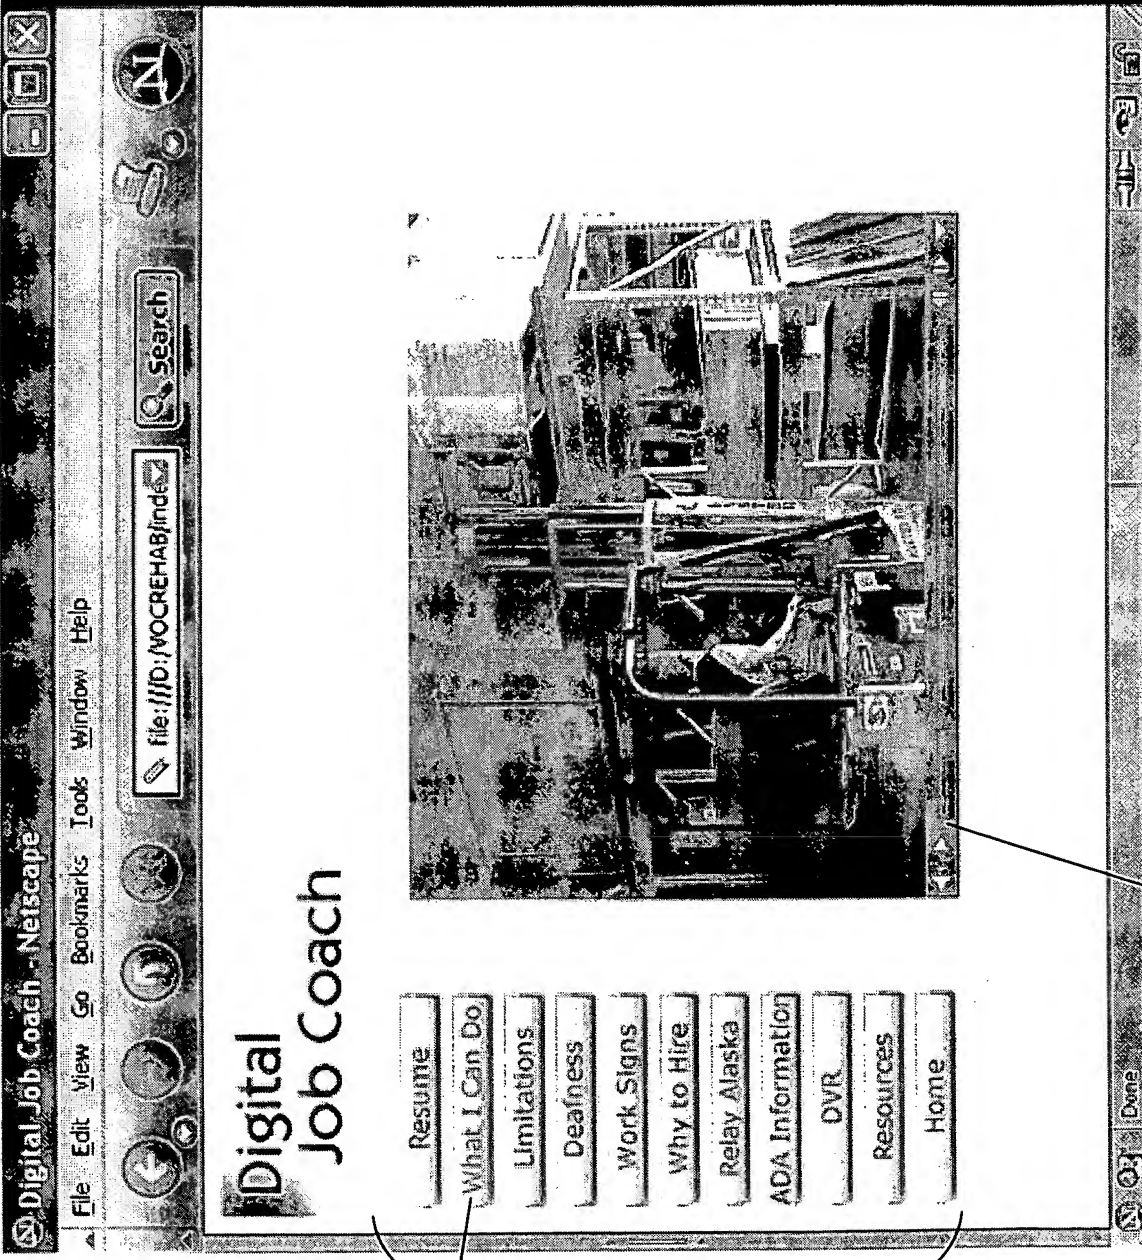 Digital Job Coach - Netscape
File Edit View Go Bookmarks Tools Window Help
file:///D:/VOCREHAB/inde
Search
N
Digital
Job Coach
Resume
What I Can Do
Limitations
Deafness
Work Signs
Why to Hire
Relay Alaska
ADA Information
DVR
Resources
Home
Done